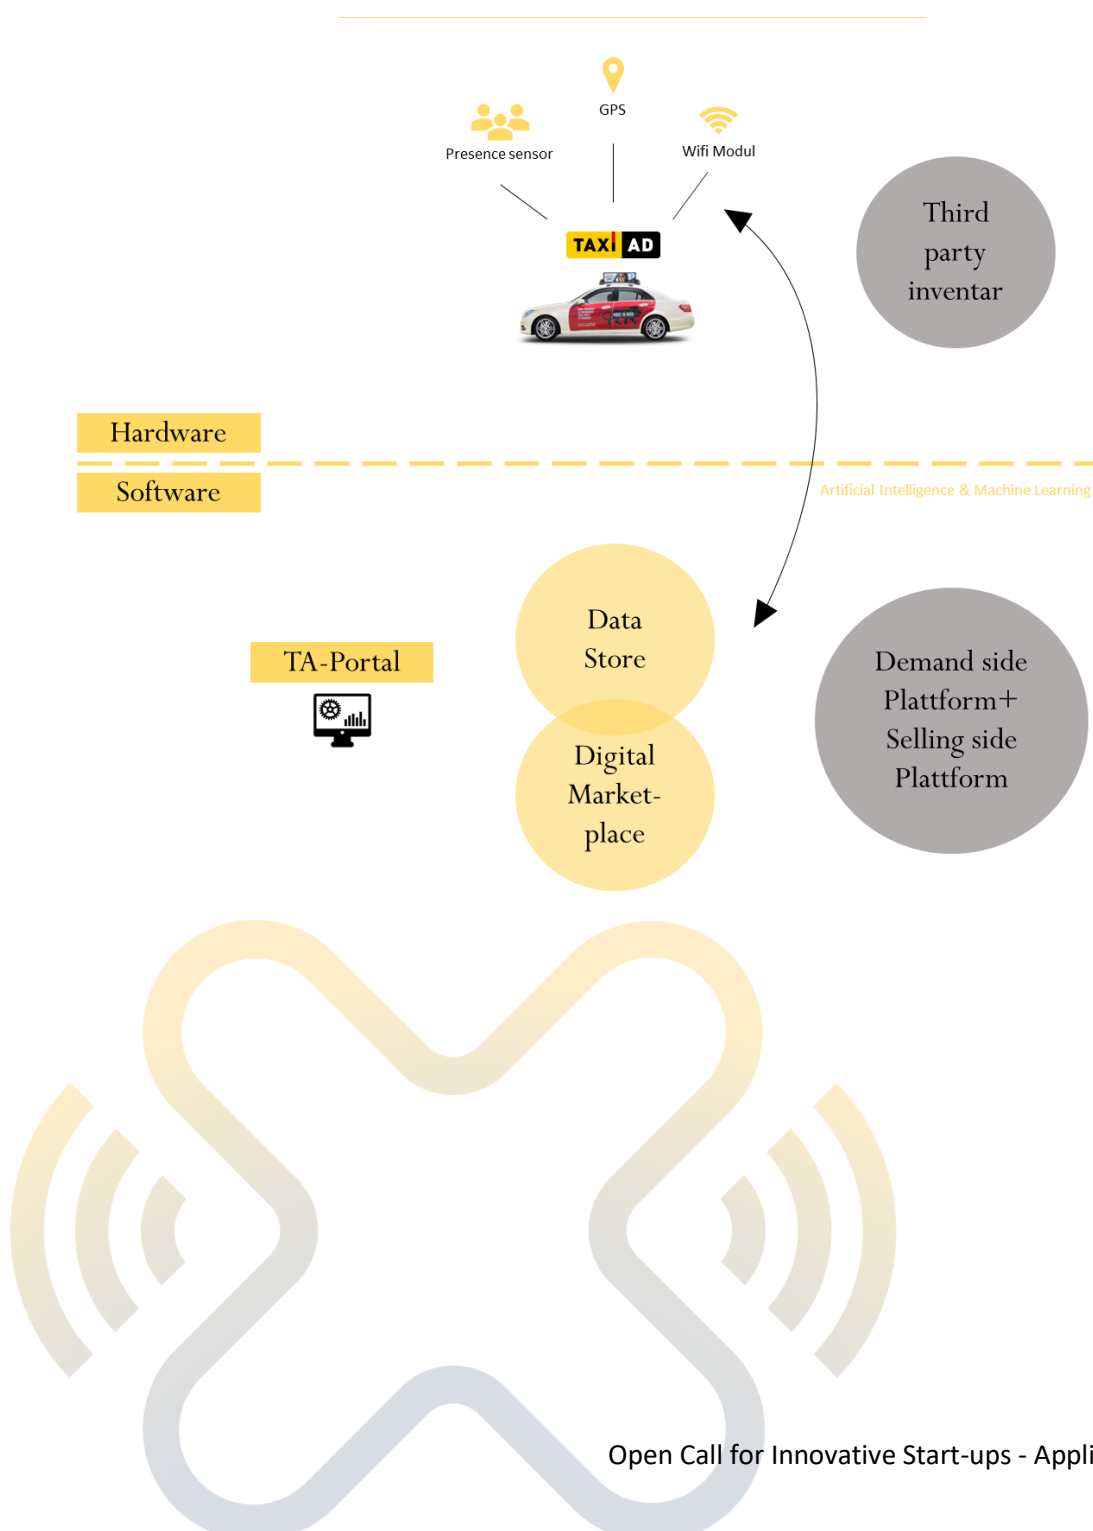 GPS
Presence sensor
Wifi Modul
TAXI AD
Third
party
inventar
Hardware
Software
Artificial Intelligence & Machine Learning
Data
Store
TA-Portal
Demand side
Plattform+
Selling side
Plattform
Digital
Market-
place
Open Call for Innovative Start-ups - Appli